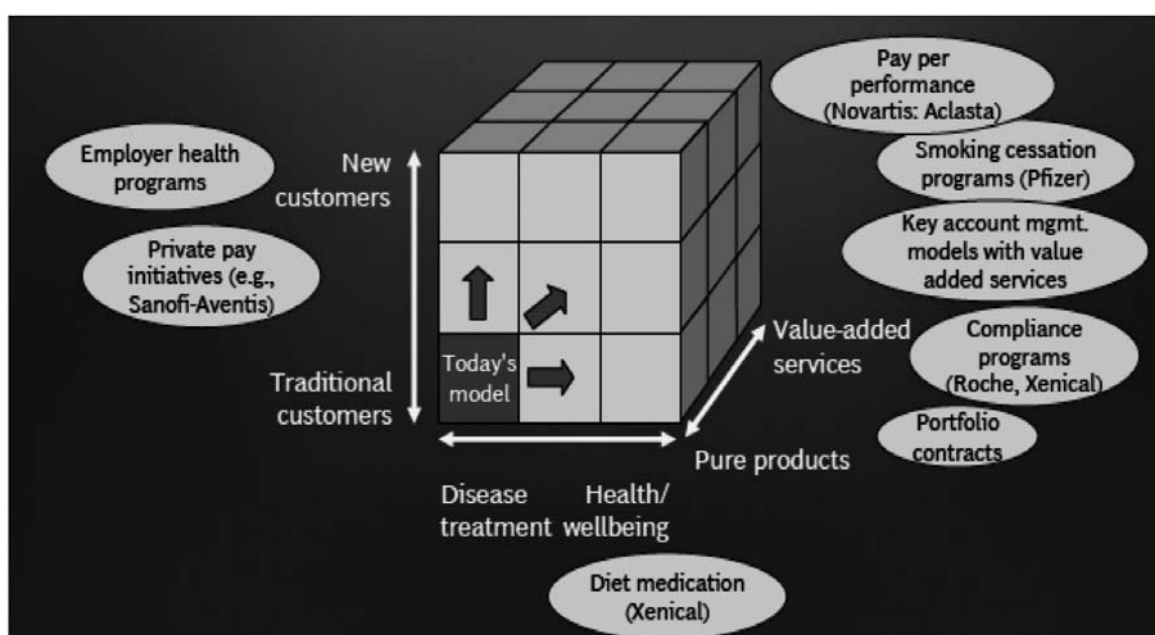 Pay per
performance
(Novartis: Aclasta)
Employer health
programs
New
customers
Smoking cessation
programs (Pfizer)
Private pay
initiatives (e.g.,
Sanofi-Aventis)
Key account mgmt.
models with value
added services
Traditional
customers
Today's
model
Value-added
services
Compliance
programs
(Roche, Xenical)
Pure products
Portfolio
contracts
Disease
treatment
Health/
wellbeing
Diet medication
(Xenical)